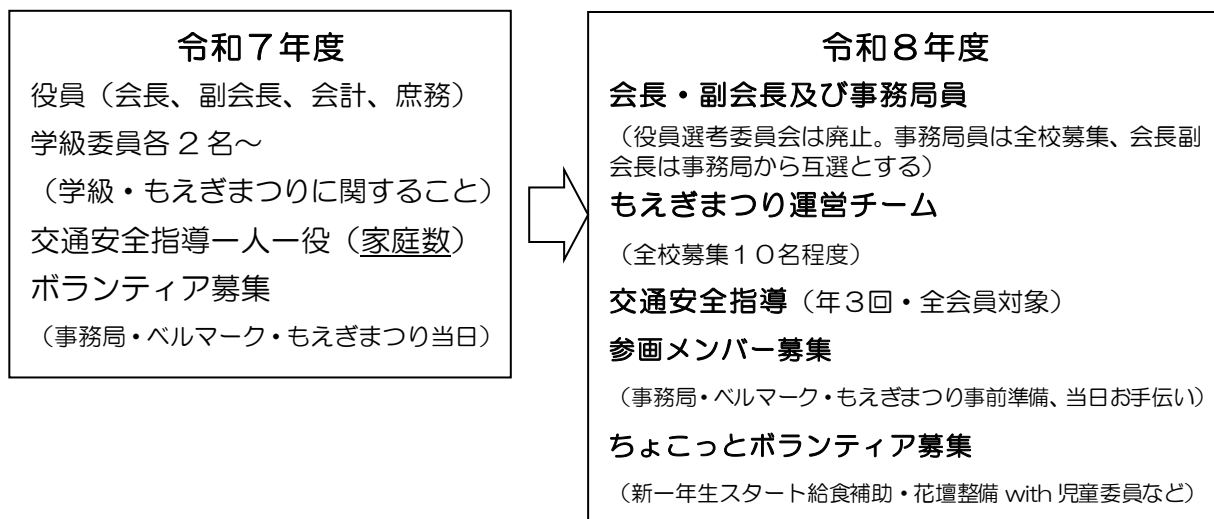 令和７年度
役員（会長、副会長、会計、庶務）
学級委員各２名～
（学級・もえぎまつりに関すること）
交通安全指導一人一役（家庭数）
ボランティア募集
（事務局・ベルマーク・もえぎまつり当日）
令和８年度
会長・副会長及び事務局員
（役員選考委員会は廃止。事務局員は全校募集、会長副
会長は事務局から互選とする）
もえぎまつり運営チーム
（全校募集１０名程度）
交通安全指導（年３回・全会員対象）
参画メンバー募集
（事務局・ベルマーク・もえぎまつり事前準備、当日お手伝い）
ちょこっとボランティア募集
（新一年生スタート給食補助・花壇整備 with 児童委員など）